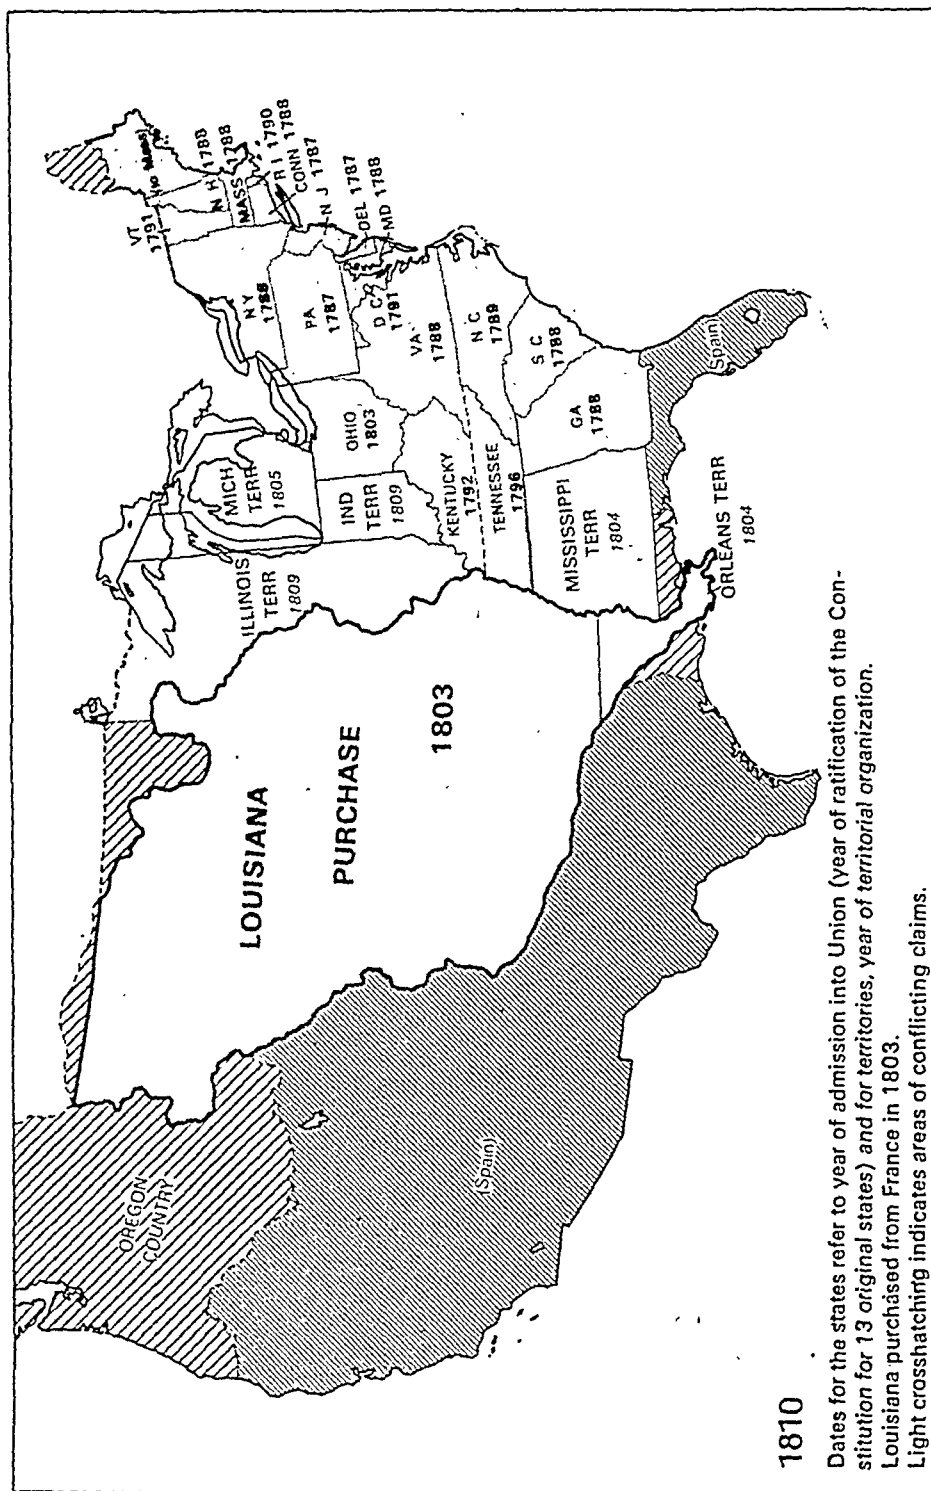 OREGON
COUNTRY
(Spain)
LOUISIANA
PURCHASE
1803
ILLINOIS
TERR
1809
MICH
TERR
1805
IND
TERR
1809
OHIO
1803
KENTUCKY
1792
TENNESSEE
1796
MISSISSIPPI
TERR
1804
ORLEANS TERR
1804
VT
1791
(to Mass)
N H 1788
MASS 1788
R I 1790
CONN 1788
N J 1787
DEL 1787
MD 1788
N Y
1788
PA
1787
D C
1791
VA
1788
N C
1789
S C
1788
GA
1788
(Spain)
1810
Dates for the states refer to year of admission into Union (year of ratification of the Con-
stitution for 13 original states) and for territories, year of territorial organization.
Louisiana purchased from France in 1803.
Light crosshatching indicates areas of conflicting claims.